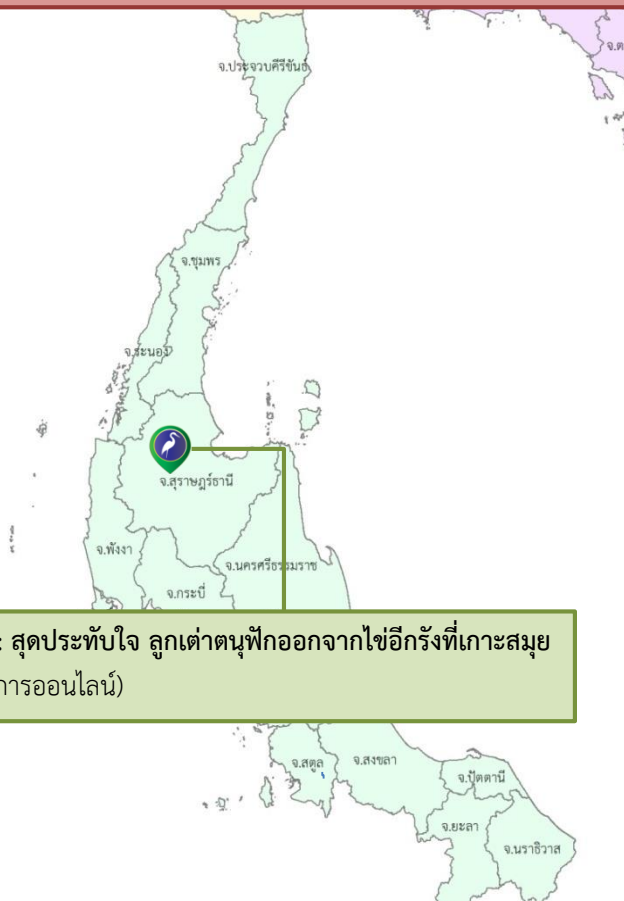 จ.ประจวบคีรีขันธ์
จ.ชุมพร
จ.ระนอง
จ.สุราษฎร์ธานี
จ.พังงา
จ.นครศรีธรรมราช
จ.กระบี่
: สุดประทับใจ ลูกเต่าตนุฟักออกจากไข่อีกรังที่เกาะสมุย
การออนไลน์)
จ.สตูล
จ.สงขลา
จ.ปัตตานี
จ.ยะลา
จ.นราธิวาส